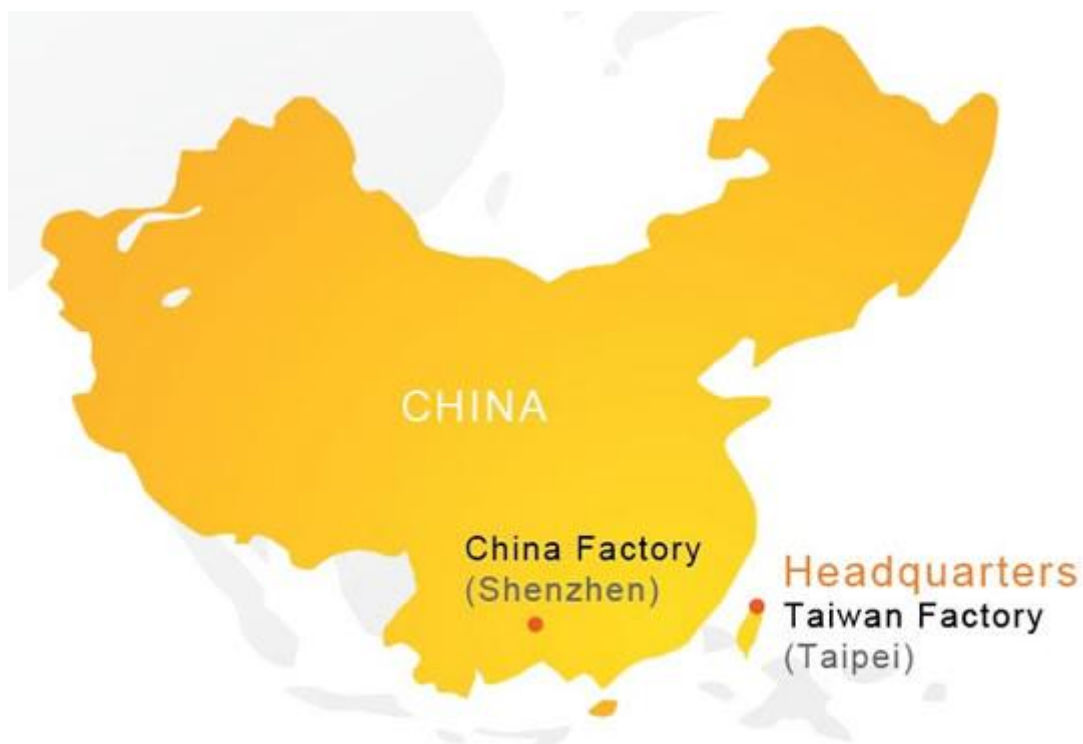 CHINA
China Factory
(Shenzhen)
Headquarters
Taiwan Factory
(Taipei)